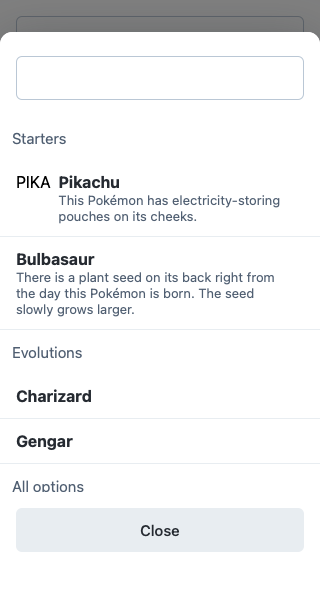 Starters
PIKA Pikachu
This Pokémon has electricity-storing
pouches on its cheeks.
Bulbasaur
There is a plant seed on its back right from
the day this Pokémon is born. The seed
slowly grows larger.
Evolutions
Charizard
Gengar
All options
Close